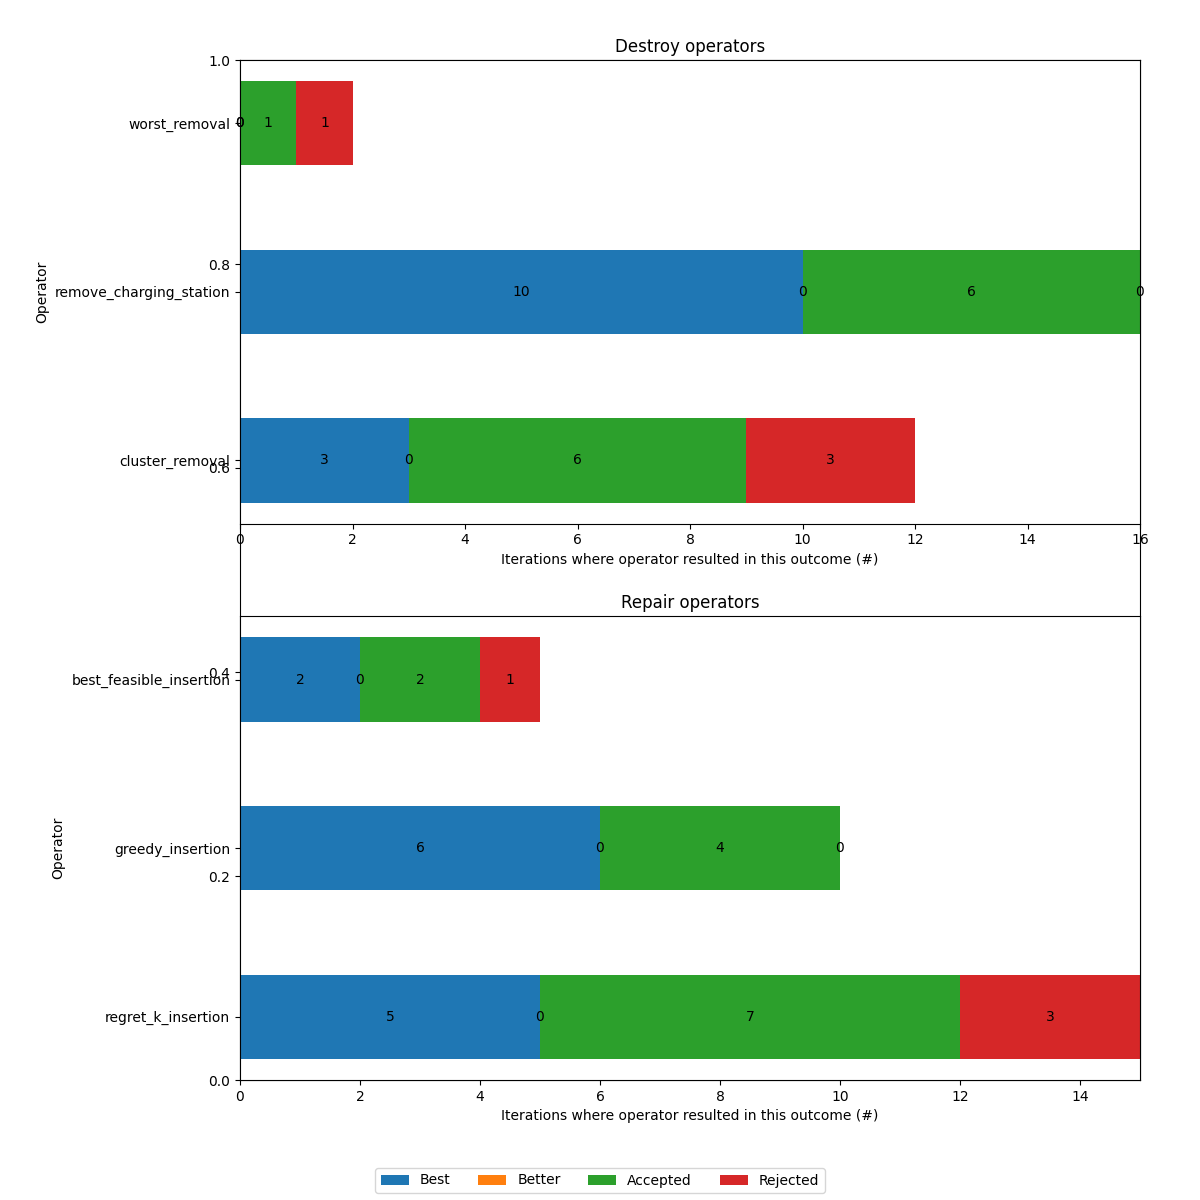 Destroy operators
1.0
worst_removal 0 0 1 1
0.8
remove_charging_station 10 0 6 0
Operator
cluster_removal 3 0 6 3
0.6
0 2 4 6 8 10 12 14 16
Iterations where operator resulted in this outcome (#)
Repair operators
0.4
best_feasible_insertion 2 0 2 1
greedy_insertion 6 0 4 0
Operator
0.2
regret_k_insertion 5 0 7 3
0.0
0 2 4 6 8 10 12 14
Iterations where operator resulted in this outcome (#)
Best Better Accepted Rejected